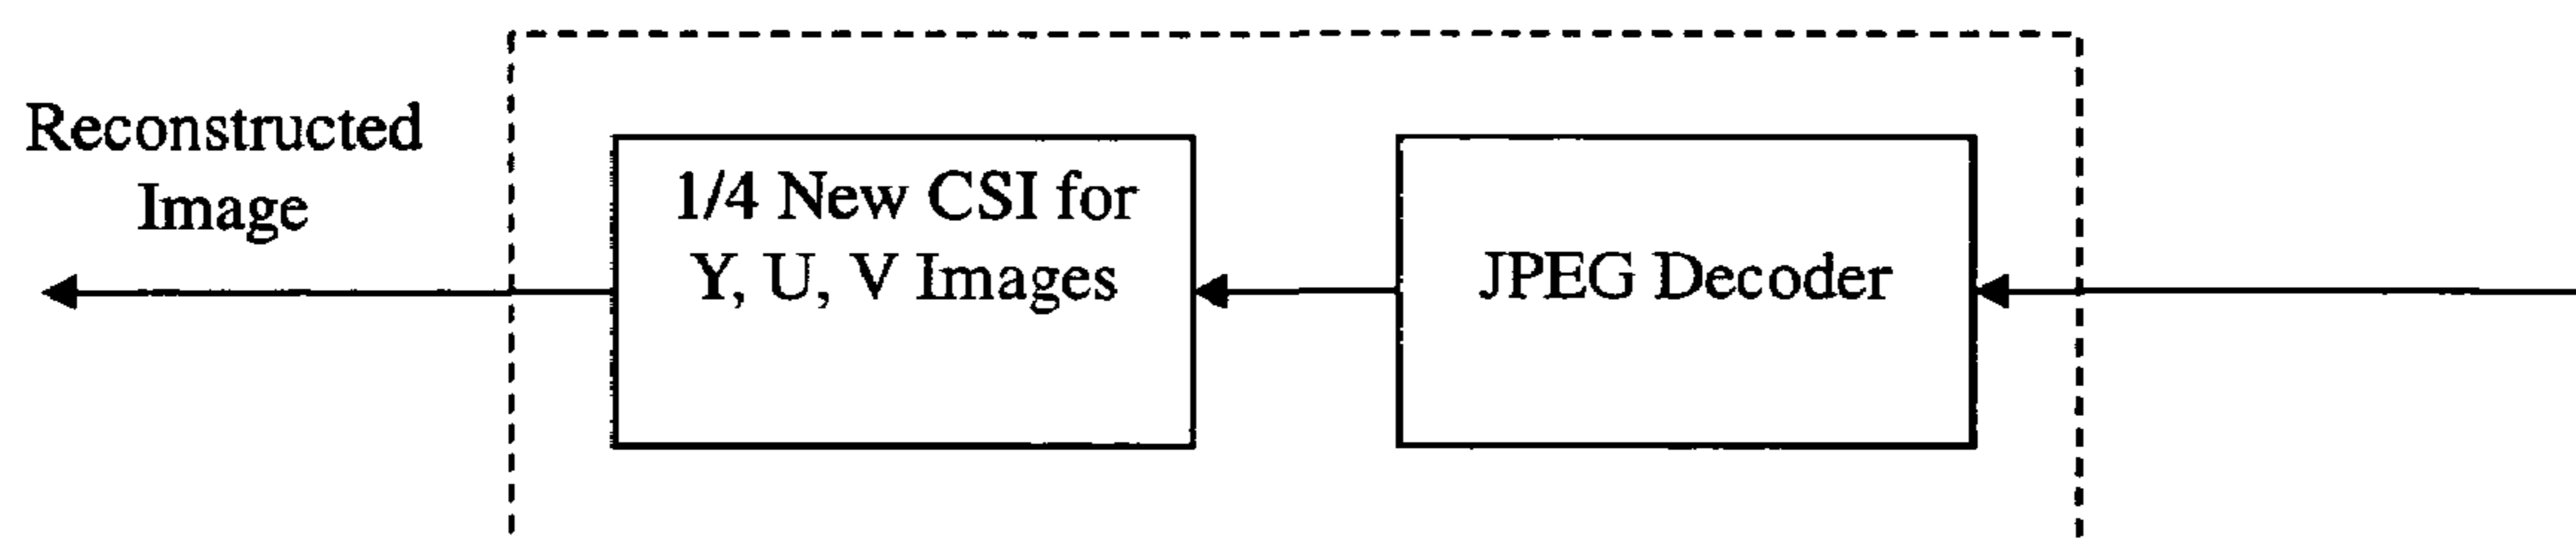 Reconstructed
Image
1/4 New CSI for
Y, U, V Images
JPEG Decoder